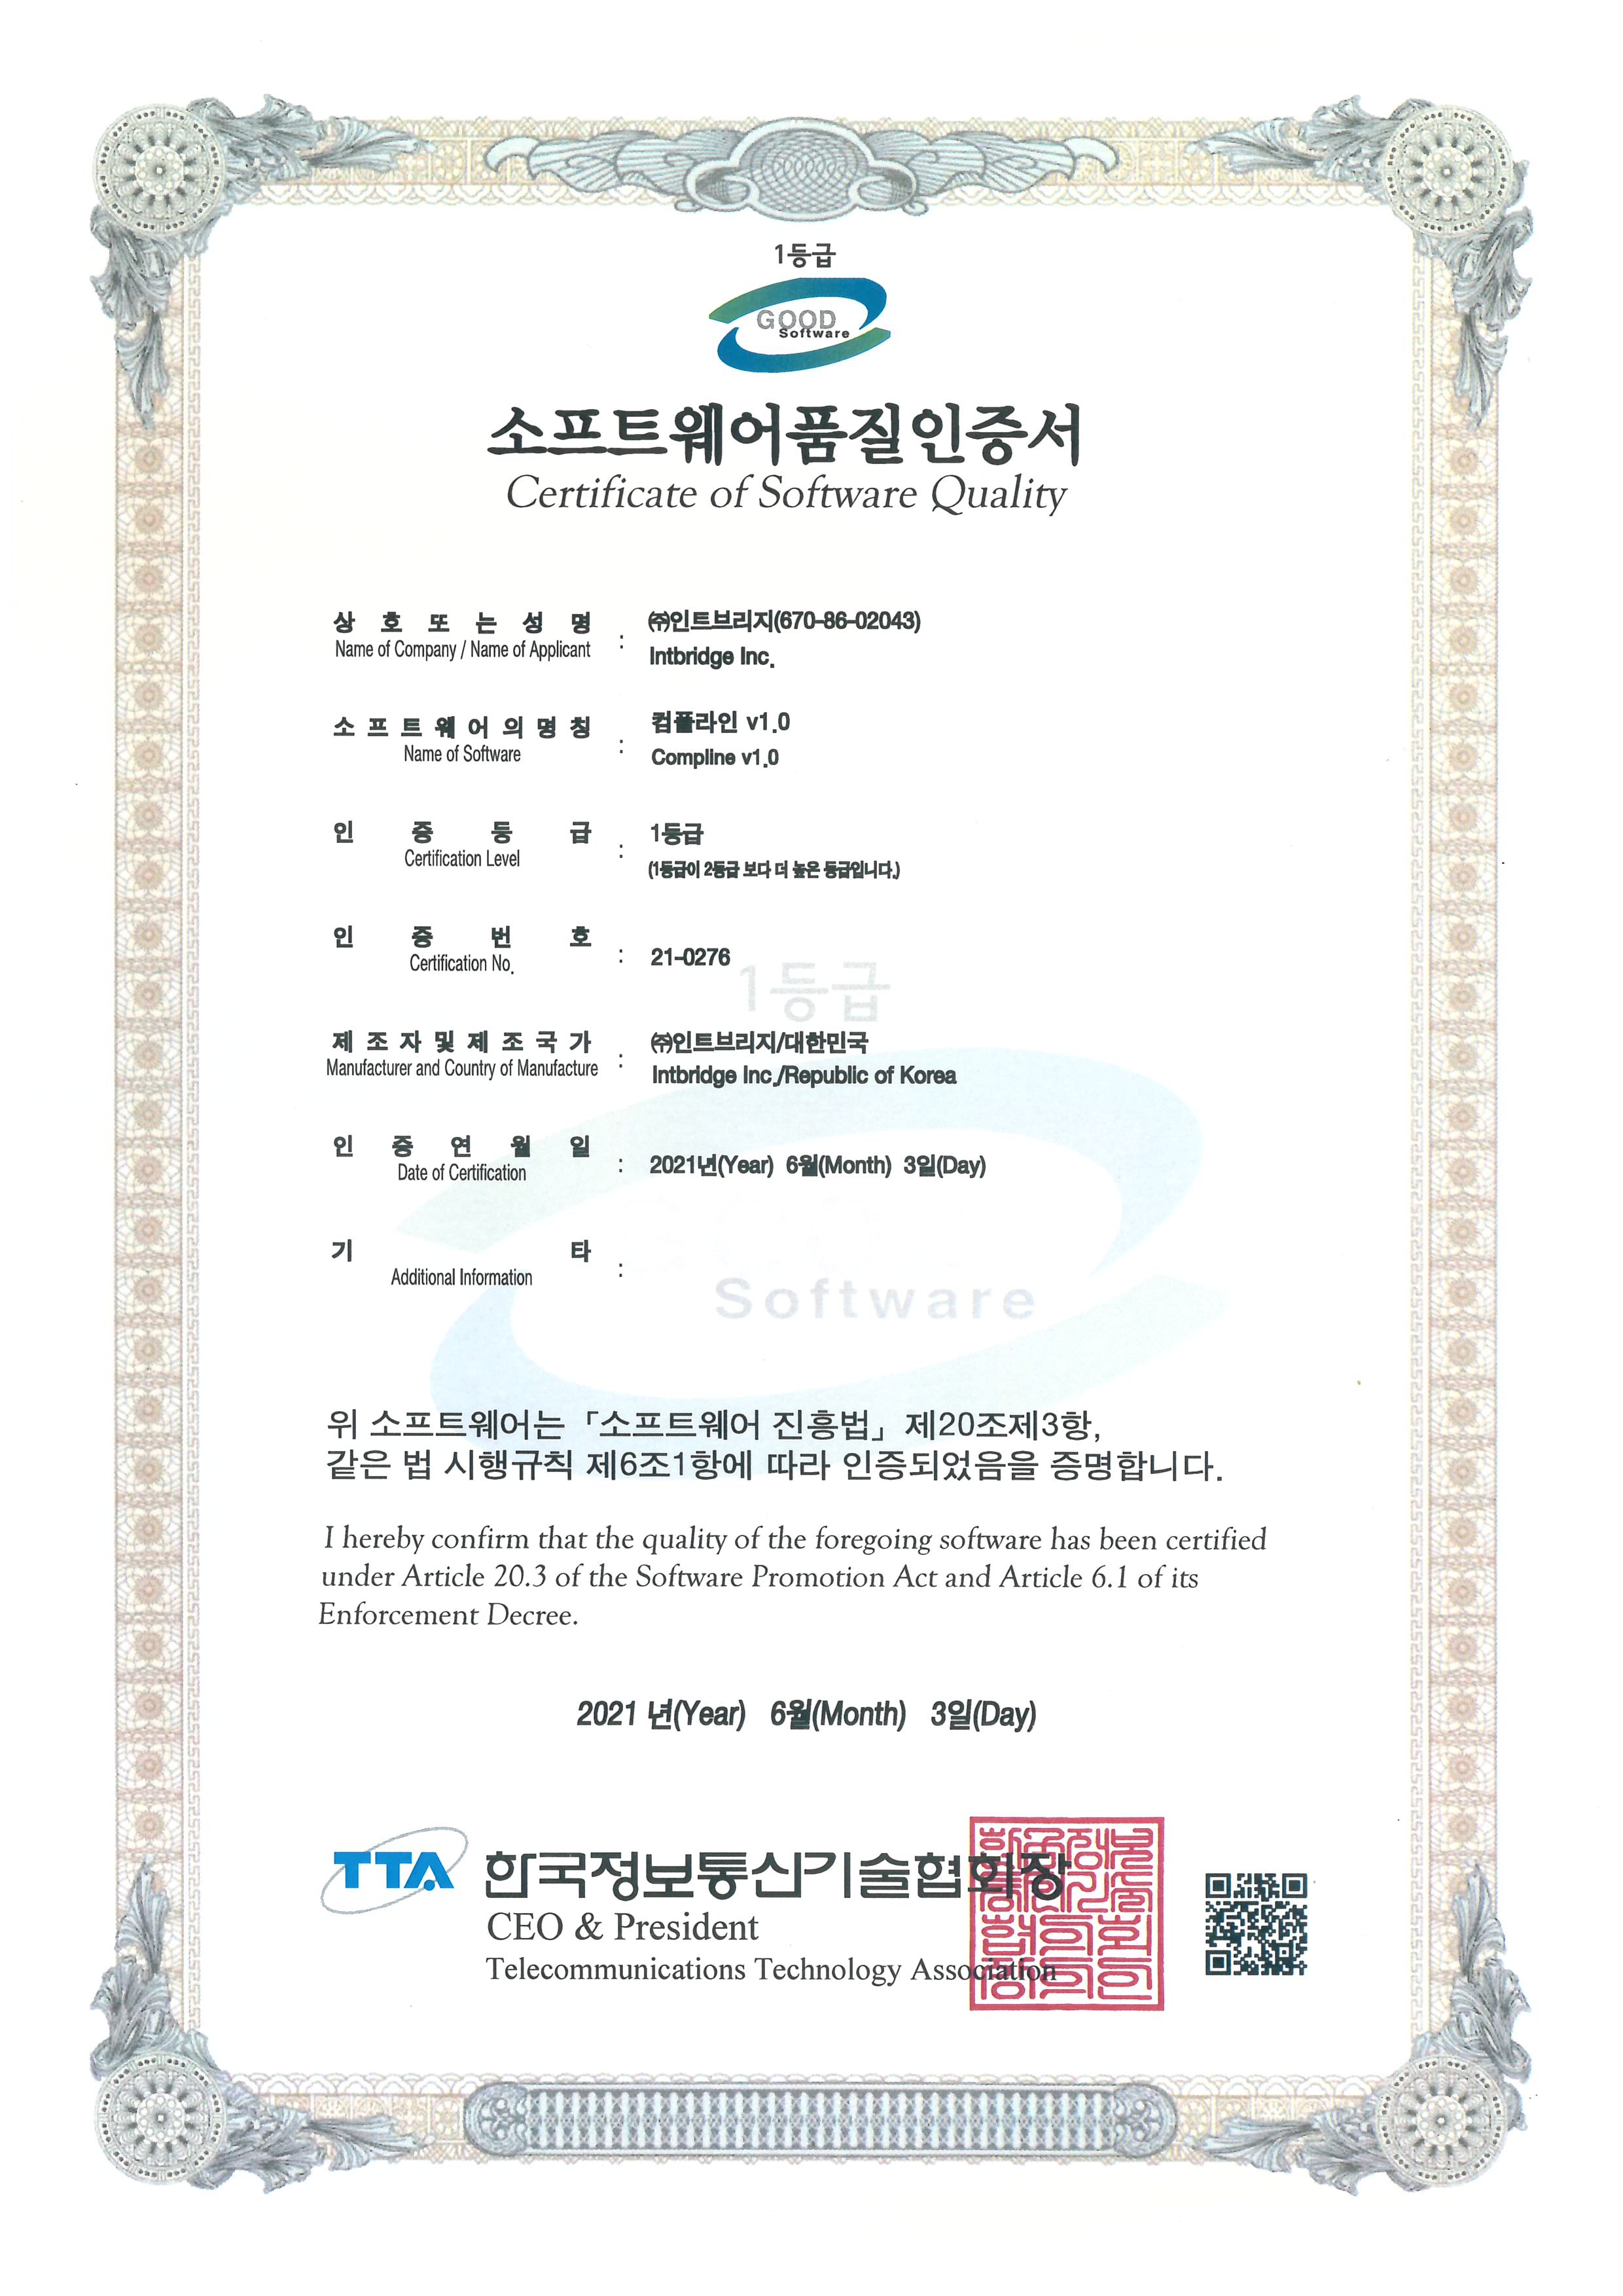 1등급
GOOD
Software
소프트웨어품질인증서
Certificate of Software Quality
상호또는성명
Name of Company / Name of Applicant
:
㈜인트브리지(670-86-02043)
Intbridge Inc.
소프트웨어의명칭
Name of Software
:
컴플라인 v1.0
Compline v1.0
인증등급
Certification Level
:
1등급
(1등급이 2등급 보다 더 높은 등급입니다.)
인증번호
Certification No.
:
21-0276
1등급
제조자및제조국가
Manufacturer and Country of Manufacture
:
㈜인트브리지/대한민국
Intbridge Inc./Republic of Korea
인증연월일
Date of Certification
:
2021년(Year) 6월(Month) 3일(Day)
기타
Additional Information
:
Software
위 소프트웨어는「소프트웨어 진흥법」제20조제3항,
같은 법 시행규칙 제6조1항에 따라 인증되었음을 증명합니다.
I hereby confirm that the quality of the foregoing software has been certified
under Article 20.3 of the Software Promotion Act and Article 6.1 of its
Enforcement Decree.
2021 년(Year) 6월(Month) 3일(Day)
TTA
한국정보통신기술협회장
CEO & President
Telecommunications Technology Association